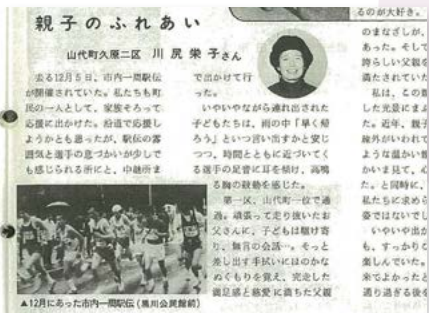 親子のふれあい
山代町久原二区 川尻栄子さん
去る12月5日、市内一周駅伝
が開催されていた。私たちも町
民の一人として、家族そろって
応援に出かけた。沿道で応援し
ようかとも思ったが、駅伝の雰
囲気と選手の息づかいが少しで
も感じられる所にと、中継所ま
で出かけて行
った。
いやいやながら連れ出された
子どもたちは、雨の中「早く帰
ろう」といつ言い出すかと案じ
つつ、時間とともに近づいてく
る選手の足音に耳を傾け、高鳴
る胸の鼓動を感じた。
第一区、山代町一位で通
過。頑張って走り抜いたお
父さんに、子どもは駆け寄
り、無言の会話…。そっと
差し出す手拭いにほのかな
ぬくもりを覚え、完走した
満足感と慈愛に満ちた父親
るのが大好き。
のまなざしが、
あった。そして
誇らしい父親を
満たされていた
私は、この
した光景にま
た。近年、親子
疎外がいわれて
ような温かい
かいま見て、心
た。と同時に、
私たちに求めら
姿ではないでし
いやいや出か
も、すっかりと
楽しんでいた。
来てよかったと
通り過ぎる後を
▲12月にあった市内一周駅伝(黒川公民館前)